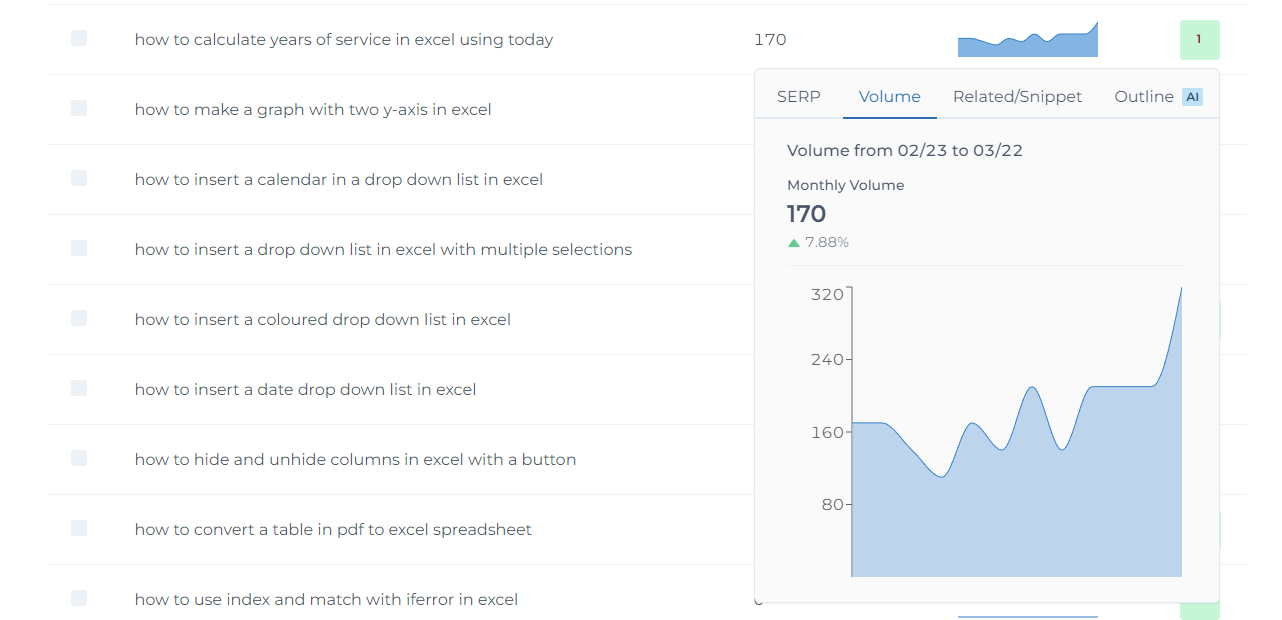 how to calculate years of service in excel using today 170 1
how to make a graph with two y-axis in excel
how to insert a calendar in a drop down list in excel
how to insert a drop down list in excel with multiple selections
how to insert a coloured drop down list in excel
how to insert a date drop down list in excel
how to hide and unhide columns in excel with a button
how to convert a table in pdf to excel spreadsheet
how to use index and match with iferror in excel
SERP Volume Related/Snippet Outline AI
Volume from 02/23 to 03/22
Monthly Volume
170
7.88%
320
240
160
80